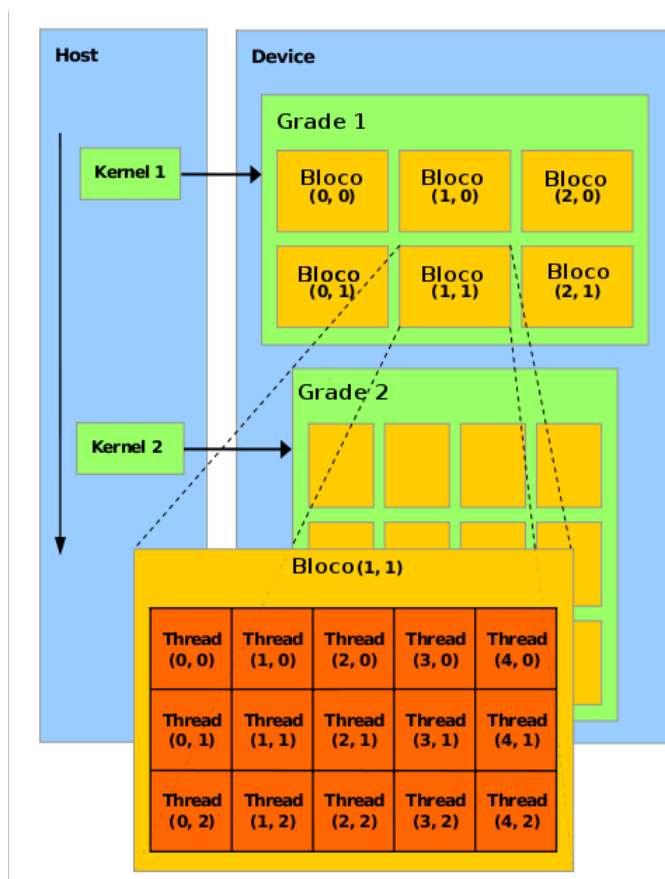 Host
Device
Grade 1
Kernel 1
Bloco
(0, 0)
Bloco
(1, 0)
Bloco
(2, 0)
Bloco
(0, 1)
Bloco
(1, 1)
Bloco
(2, 1)
Grade 2
Kernel 2
Bloco(1, 1)
Thread
(0, 0)
Thread
(1, 0)
Thread
(2, 0)
Thread
(3, 0)
Thread
(4, 0)
Thread
(0, 1)
Thread
(1, 1)
Thread
(2, 1)
Thread
(3, 1)
Thread
(4, 1)
Thread
(0, 2)
Thread
(1, 2)
Thread
(2, 2)
Thread
(3, 2)
Thread
(4, 2)